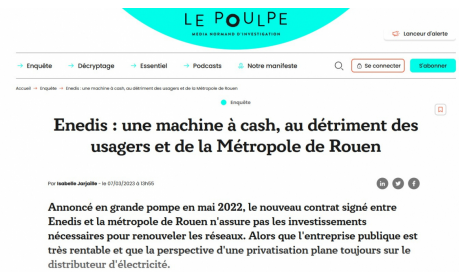 LE POULPE
MEDIA NORMAND D'INVESTIGATION
Lanceur d'alerte
Enquête
Décryptage
Essentiel
Podcasts
Notre manifeste
Se connecter
S'abonner
Accueil → Enquête → Enedis : une machine à cash, au détriment des usagers et de la Métropole de Rouen
Enquête
Enedis : une machine à cash, au détriment des
usagers et de la Métropole de Rouen
Par Isabelle Jarjaille - le 07/03/2023 à 13h55
Annoncé en grande pompe en mai 2022, le nouveau contrat signé entre
Enedis et la métropole de Rouen n'assure pas les investissements
nécessaires pour renouveler les réseaux. Alors que l'entreprise publique est
très rentable et que la perspective d'une privatisation plane toujours sur le
distributeur d'électricité.